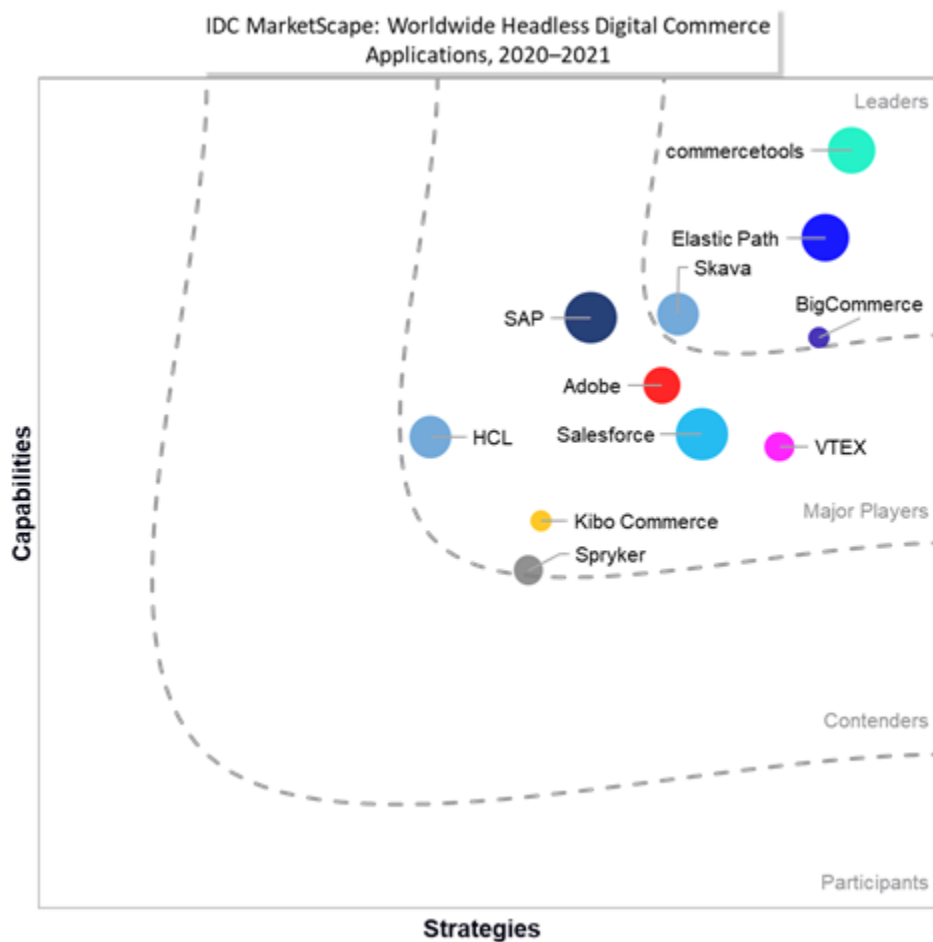 IDC MarketScape: Worldwide Headless Digital Commerce
Applications, 2020–2021
Leaders
commercetools
Elastic Path
Skava
BigCommerce
SAP
Adobe
Salesforce
HCL
VTEX
Major Players
Kibo Commerce
Spryker
Contenders
Participants
Capabilities
Strategies